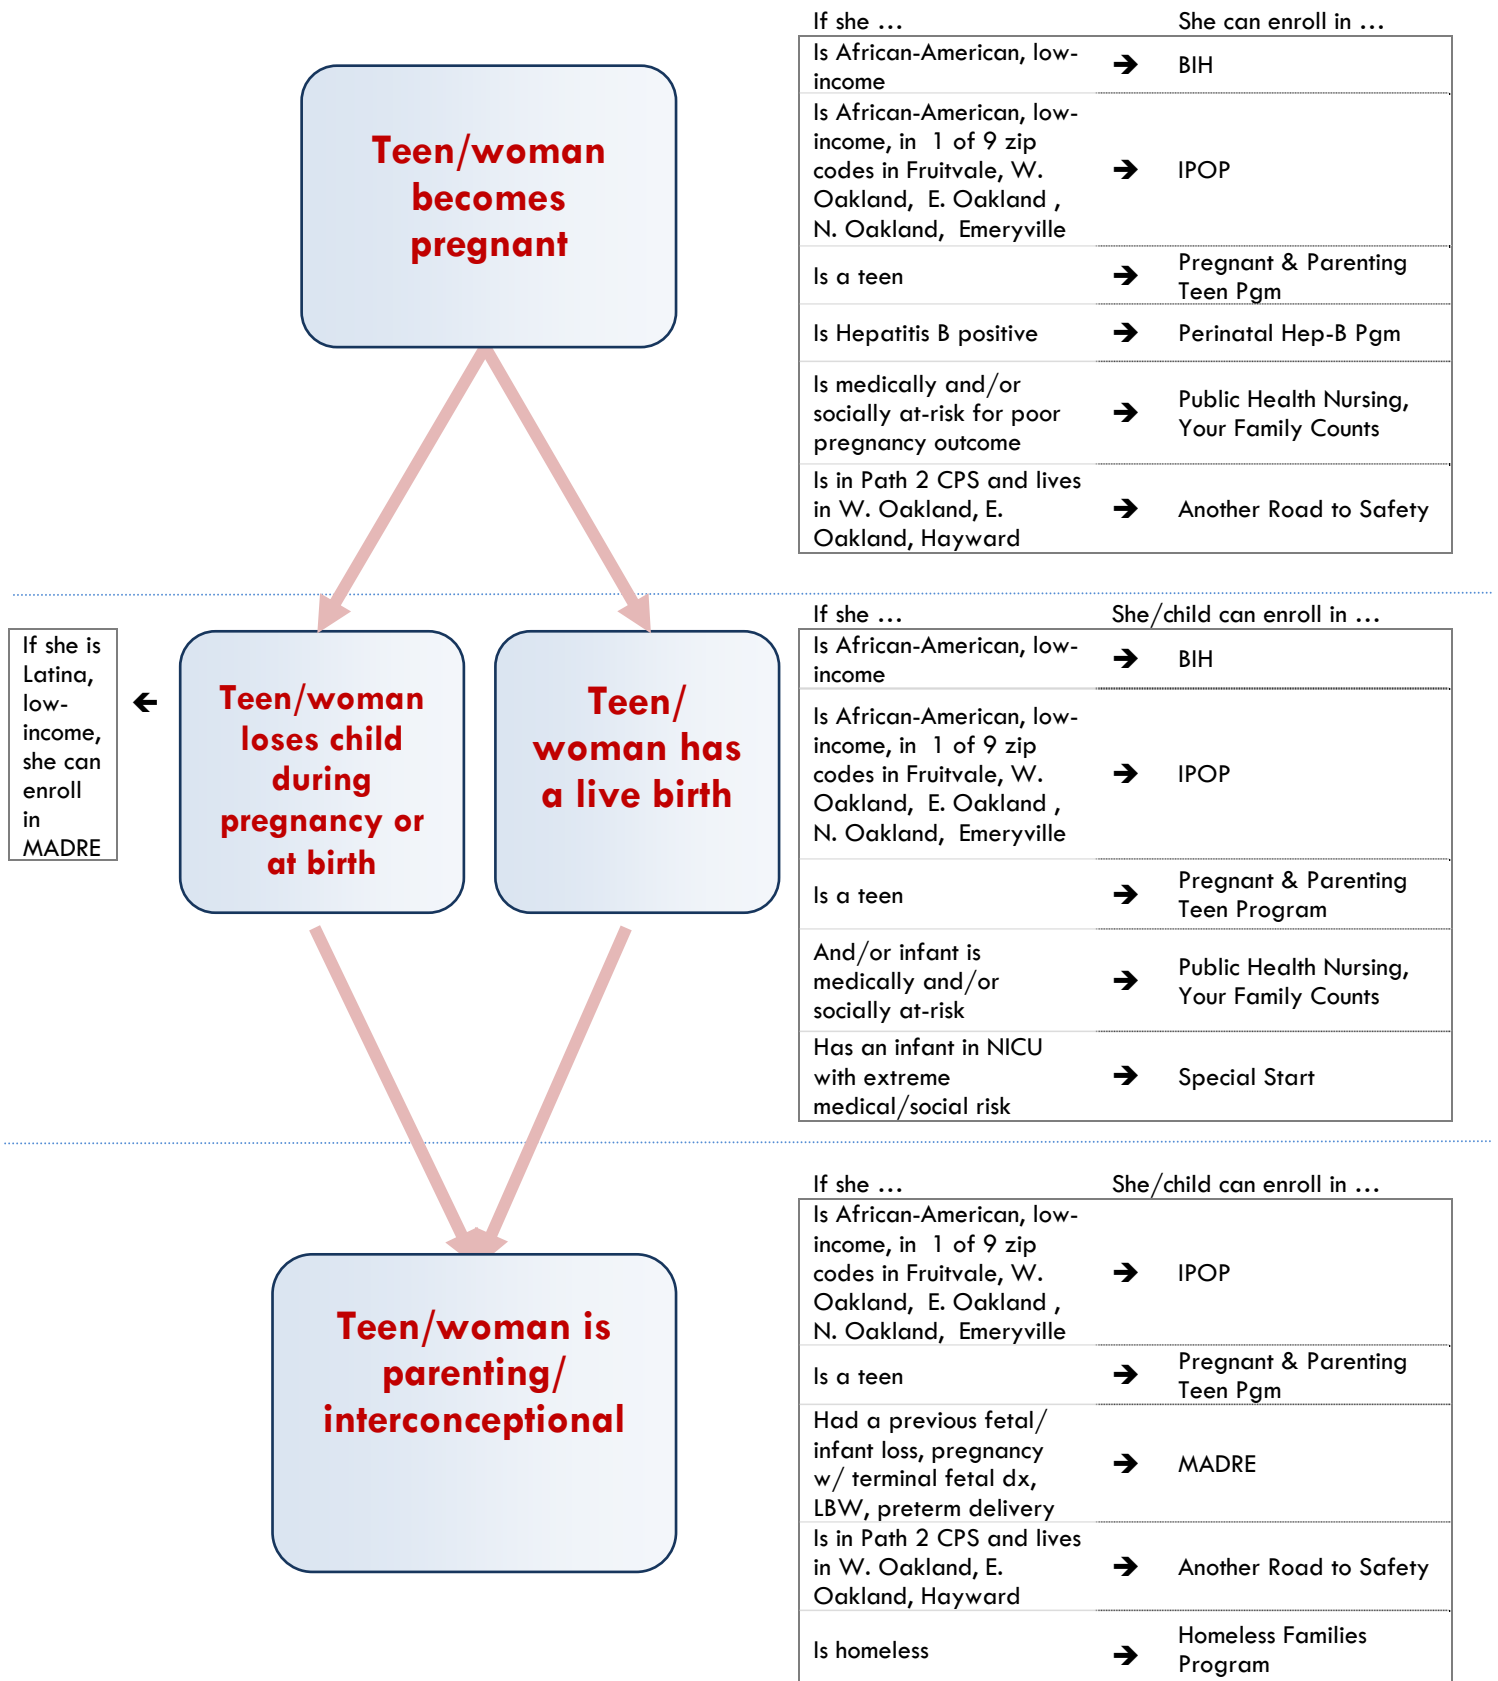 If she … She can enroll in …
Teen/woman
becomes
pregnant
Is African-American, low-
income
➔ BIH
Is African-American, low-
income, in 1 of 9 zip
codes in Fruitvale, W.
Oakland, E. Oakland ,
N. Oakland, Emeryville
➔ IPOP
Is a teen
➔ Pregnant & Parenting
Teen Pgm
Is Hepatitis B positive
➔ Perinatal Hep-B Pgm
Is medically and/or
socially at-risk for poor
pregnancy outcome
➔ Public Health Nursing,
Your Family Counts
Is in Path 2 CPS and lives
in W. Oakland, E.
Oakland, Hayward
➔ Another Road to Safety
If she is
Latina,
low-
income,
she can
enroll
in
MADRE
Teen/woman
loses child
during
pregnancy or
at birth
Teen/
woman has
a live birth
If she … She/child can enroll in …
Is African-American, low-
income
➔ BIH
Is African-American, low-
income, in 1 of 9 zip
codes in Fruitvale, W.
Oakland, E. Oakland ,
N. Oakland, Emeryville
➔ IPOP
Is a teen
➔ Pregnant & Parenting
Teen Program
And/or infant is
medically and/or
socially at-risk
➔ Public Health Nursing,
Your Family Counts
Has an infant in NICU
with extreme
medical/social risk
➔ Special Start
Teen/woman is
parenting/
interconceptional
If she … She/child can enroll in …
Is African-American, low-
income, in 1 of 9 zip
codes in Fruitvale, W.
Oakland, E. Oakland ,
N. Oakland, Emeryville
➔ IPOP
Is a teen
➔ Pregnant & Parenting
Teen Pgm
Had a previous fetal/
infant loss, pregnancy
w/ terminal fetal dx,
LBW, preterm delivery
➔ MADRE
Is in Path 2 CPS and lives
in W. Oakland, E.
Oakland, Hayward
➔ Another Road to Safety
Is homeless
➔ Homeless Families
Program